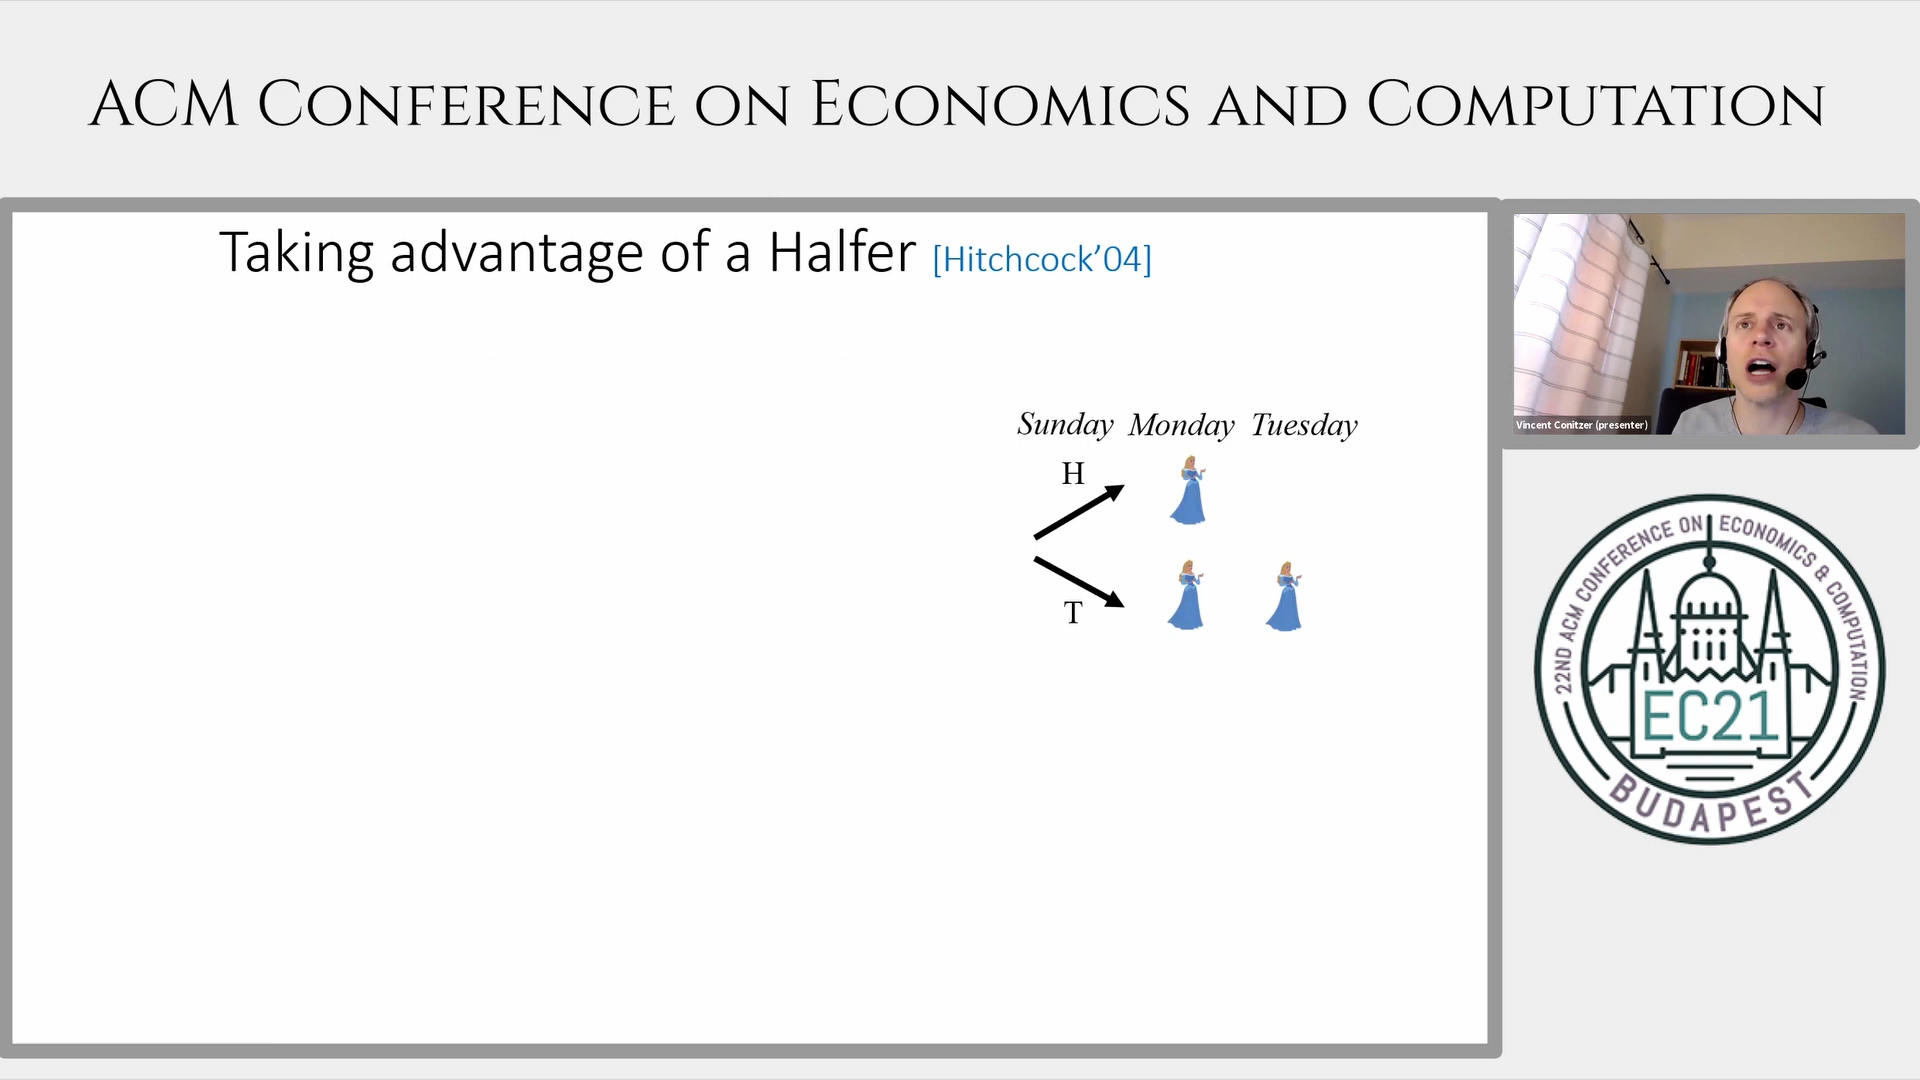 ACM Conference on Economics and Computation
Taking advantage of a Halfer [Hitchcock’04]
Sunday Monday Tuesday
H
T
Vincent Conitzer (presenter)
22ND ACM CONFERENCE ON ECONOMICS & COMPUTATION
EC21
BUDAPEST